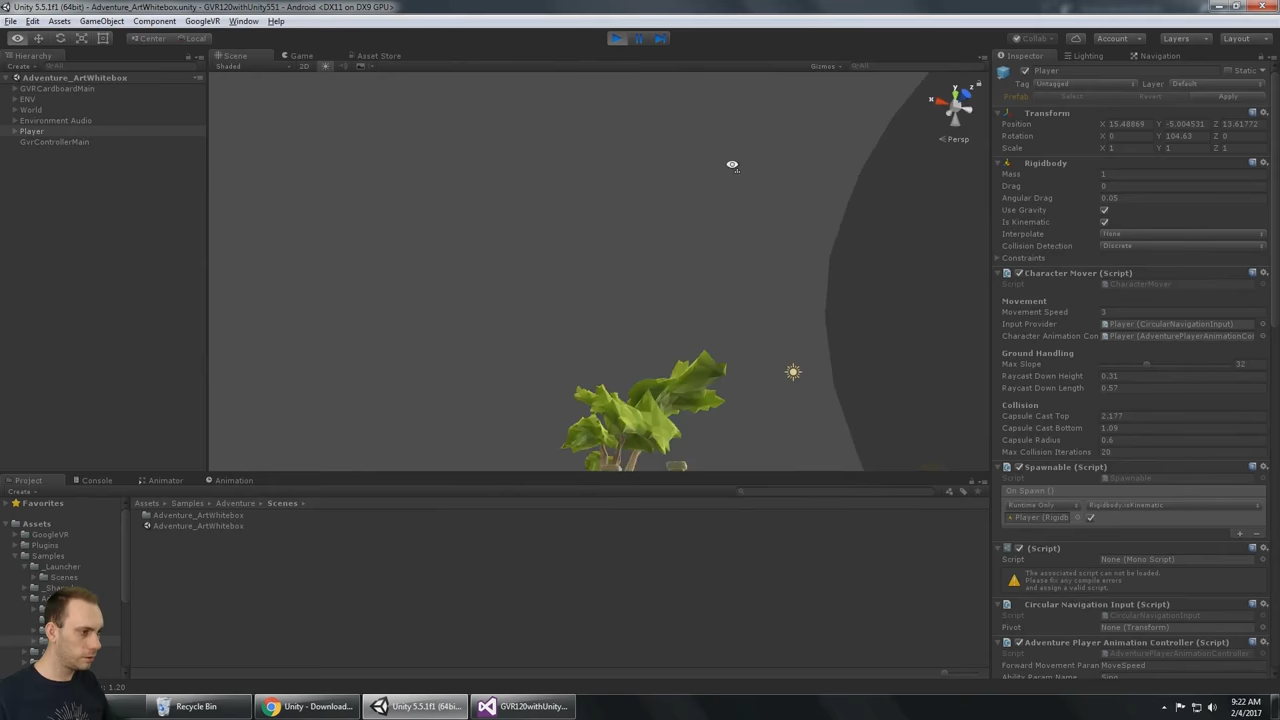 Unity 5.5.1f1 (64bit) - Adventure_ArtWhitebox.unity - GVR120withUnity551 - Android <DX11 on DX9 GPU>
File Edit Assets GameObject Component GoogleVR Window Help
Center Local Collab Account Layers Layout
Hierarchy Scene Game Asset Store Inspector Lighting Navigation
Create All Shaded 2D Gizmos All Player Static
Adventure_ArtWhitebox Tag Untagged Layer Default
GVRCardboardMain Prefab Select Revert Apply
ENV
World Transform
Environment Audio Position X 15.48869 Y -5.004531 Z 13.61772
Player Rotation X 0 Y 104.63 Z 0
GvrControllerMain Scale X 1 Y 1 Z 1
x y z
Persp
Rigidbody
Mass 1
Drag 0
Angular Drag 0.05
Use Gravity
Is Kinematic
Interpolate None
Collision Detection Discrete
Constraints
Character Mover (Script)
Script CharacterMover
Movement
Movement Speed 3
Input Provider Player (CircularNavigationInput)
Character Animation Con Player (AdventurePlayerAnimationCor
Ground Handling
Max Slope 32
Raycast Down Height 0.31
Raycast Down Length 0.57
Collision
Capsule Cast Top 2.177
Capsule Cast Bottom 1.09
Capsule Radius 0.6
Max Collision Iterations 20
Spawnable (Script)
Script Spawnable
On Spawn ()
Runtime Only Rigidbody.isKinematic
Player (Rigidb
(Script)
Script None (Mono Script)
The associated script can not be loaded.
Please fix any compile errors
and assign a valid script.
Circular Navigation Input (Script)
Script CircularNavigationInput
Pivot None (Transform)
Adventure Player Animation Controller (Script)
Script AdventurePlayerAnimationController
Forward Movement Param MoveSpeed
Ability Param Name Sing
Project Console Animator Animation
Create
Favorites Assets Samples Adventure Scenes
Assets Adventure_ArtWhitebox
GoogleVR Adventure_ArtWhitebox
Plugins
Samples
_Launcher
Scenes
1.20
Recycle Bin Unity - Download... Unity 5.5.1f1 (64bi... GVR120withUnity...
9:22 AM
2/4/2017